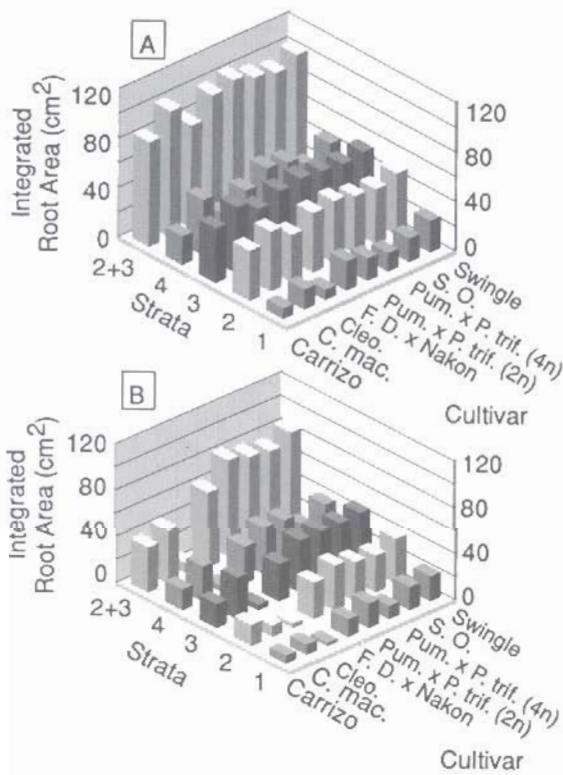 A
Integrated
Root Area (cm2)
120
80
40
0
120
80
40
0
2+3
4
3
2
1
Strata
Carrizo
C. mac.
Cleo.
F. D. x Nakon
Pum. x P. trif. (2n)
Pum. x P. trif. (4n)
S. O.
Swingle
Cultivar
B
Integrated
Root Area (cm2)
120
80
40
0
120
80
40
0
2+3
4
3
2
1
Strata
Carrizo
C. mac.
Cleo.
F. D. x Nakon
Pum. x P. trif. (2n)
Pum. x P. trif. (4n)
S. O.
Swingle
Cultivar